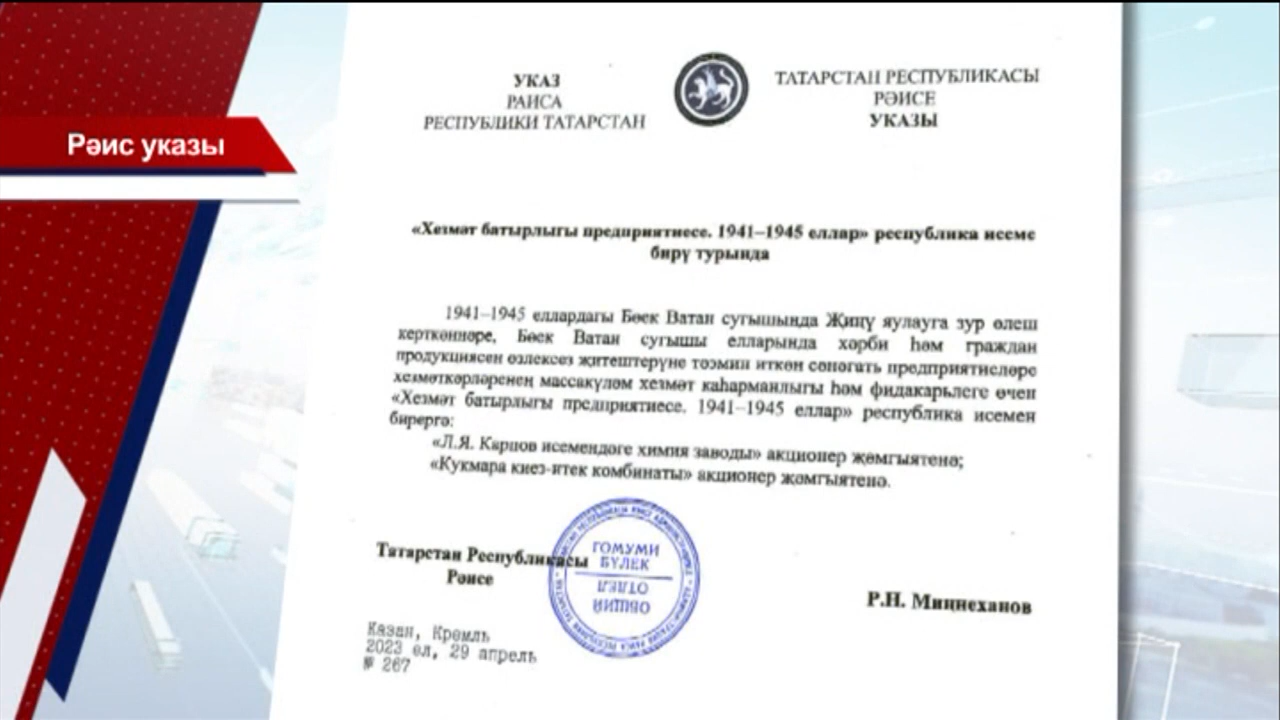 Рәис указы
УКАЗ
РАИСА
РЕСПУБЛИКИ ТАТАРСТАН
ТАТАРСТАН РЕСПУБЛИКАСЫ
РӘИСЕ
УКАЗЫ
«Хезмәт батырлыгы предприятиесе. 1941–1945 еллар» республика исеме
бирү турында
1941–1945 еллардагы Бөек Ватан сугышында Җиңү яулауга зур өлеш
керткәннәре, Бөек Ватан сугышы елларында хәрби һәм граждан
продукциясен өзлексез җитештерүне тәэмин иткән сәнәгать предприятиеләре
хезмәткәрләренең массакүләм хезмәт каһарманлыгы һәм фидакарьлеге өчен
«Хезмәт батырлыгы предприятиесе. 1941–1945 еллар» республика исемен
бирергә:
«Л.Я. Карпов исемендәге химия заводы» акционер җәмгыятенә;
«Кукмара киез-итек комбинаты» акционер җәмгыятенә.
Татарстан Республикасы
Рәисе
ГОМУМИ
БҮЛЕК
ОТДЕЛ
ОБЩИЙ
Р.Н. Миңнеханов
Казан, Кремль
2023 ел, 29 апрель
№ 267